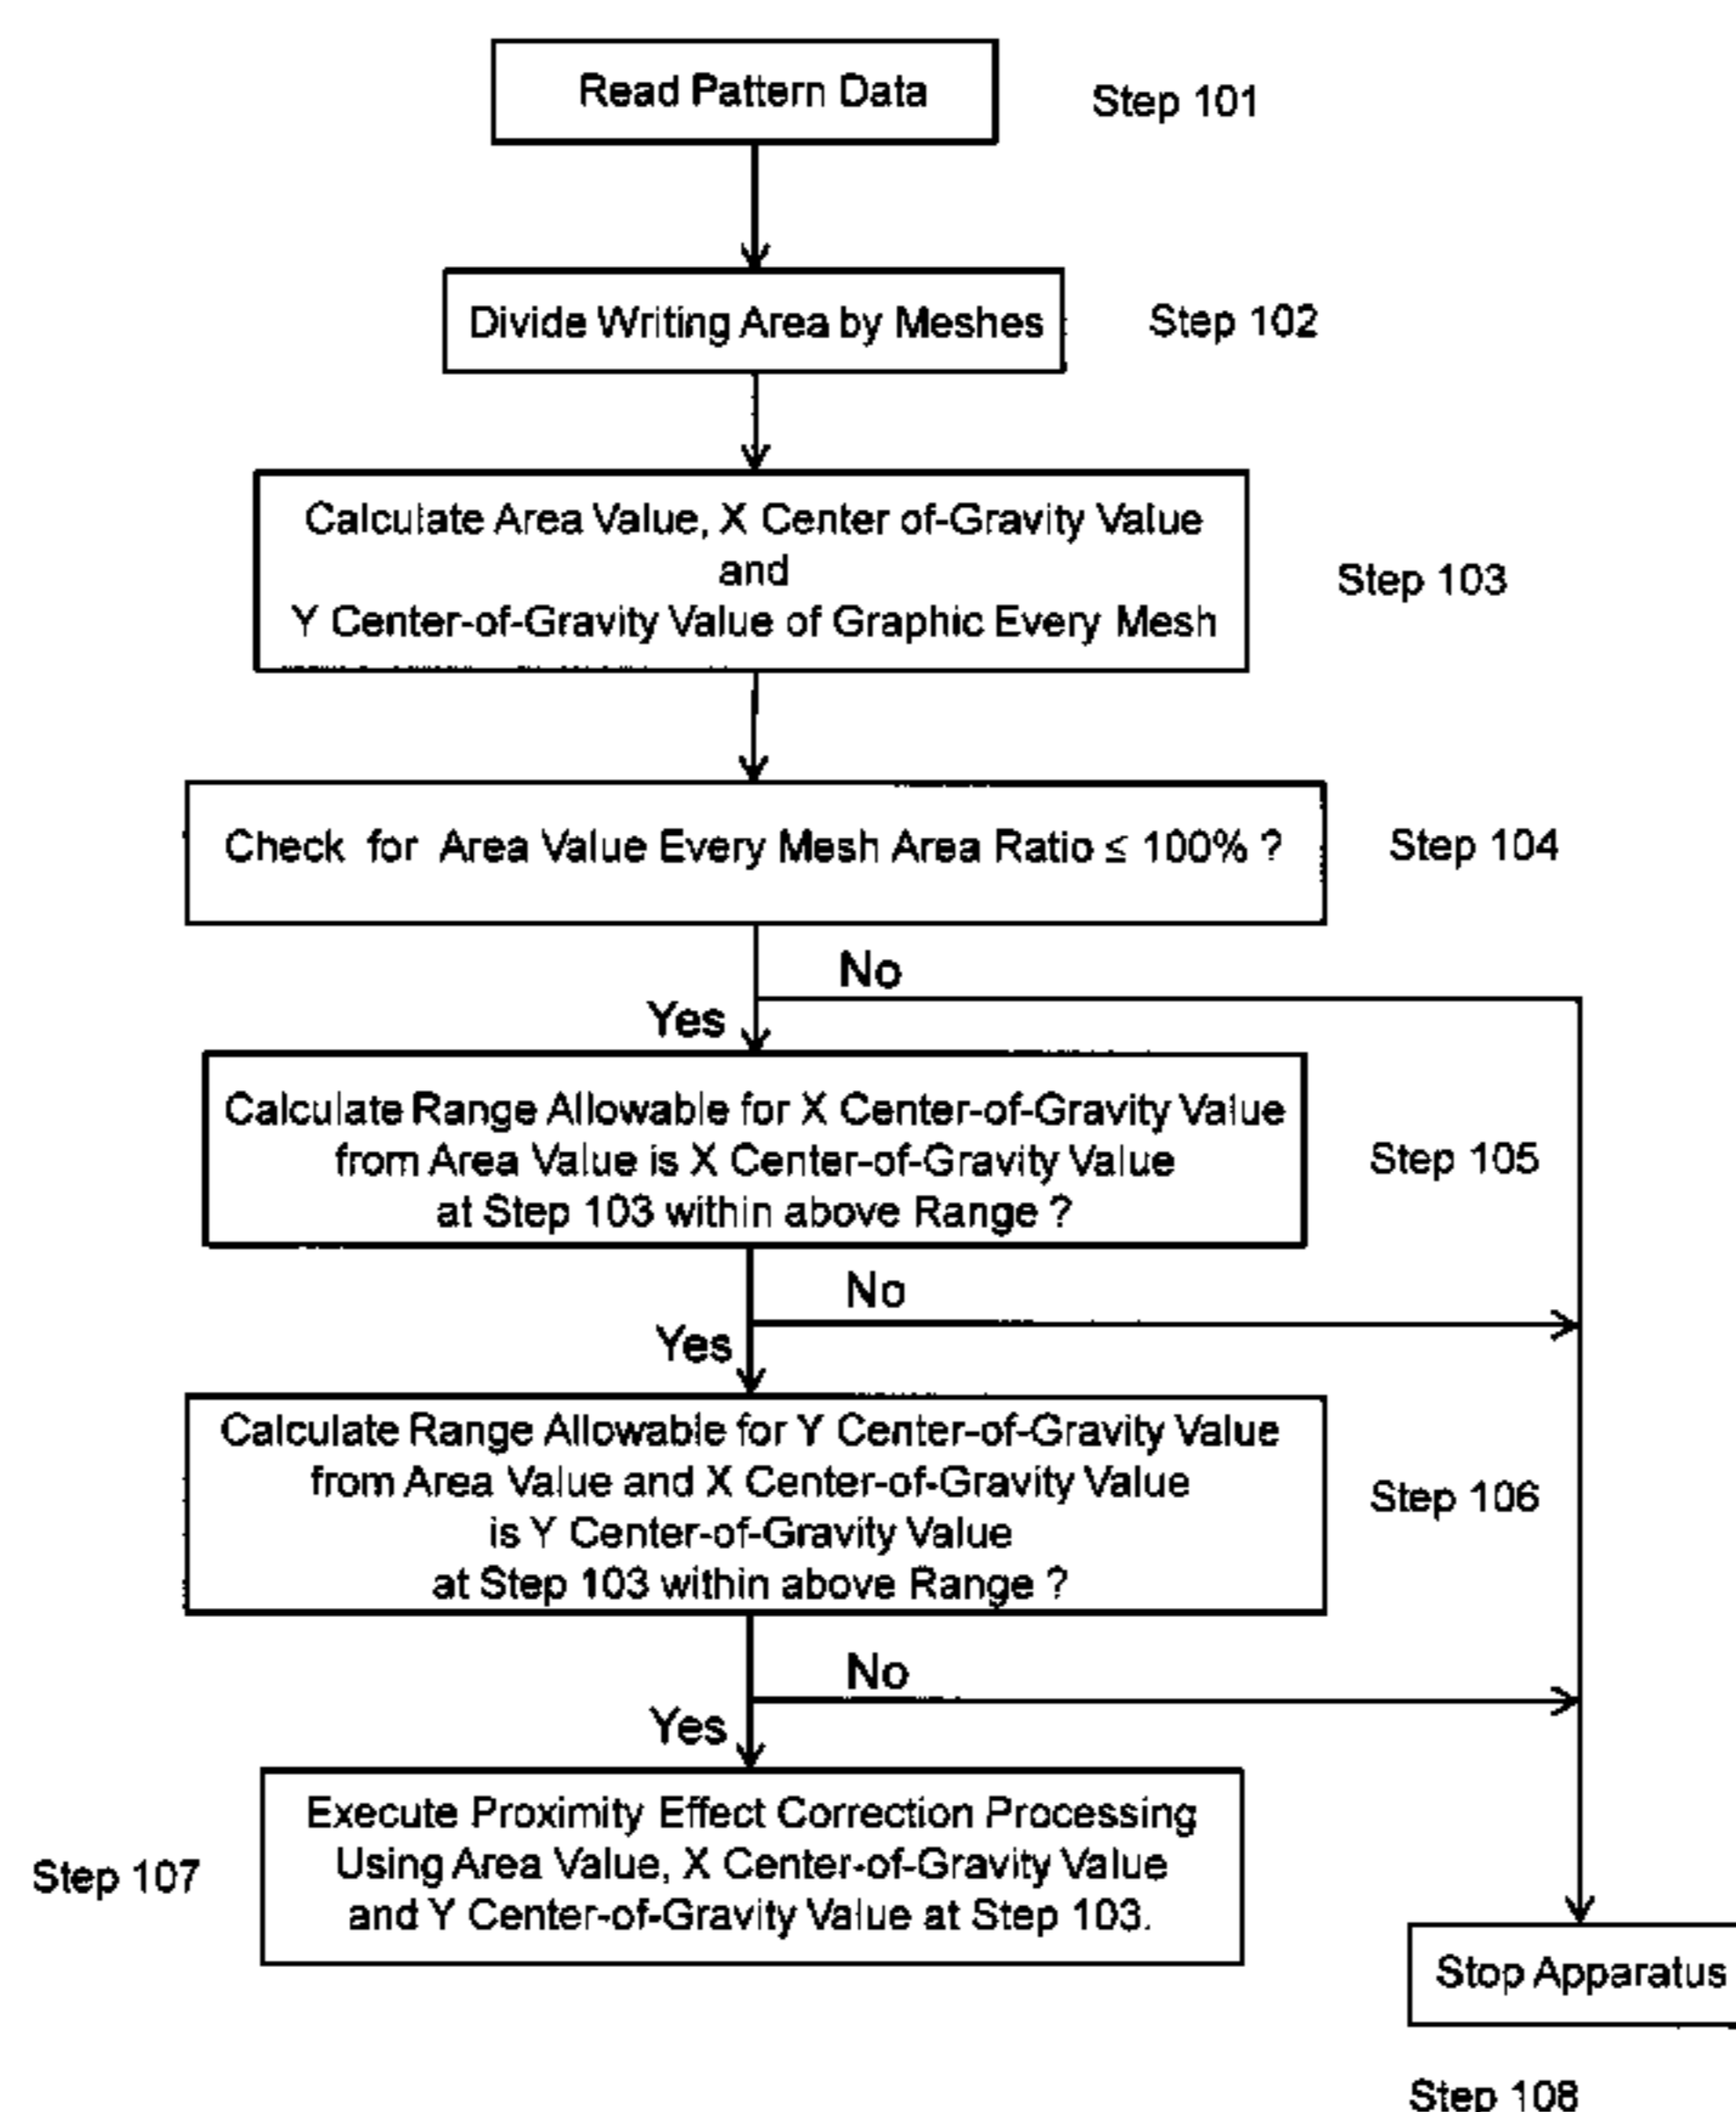 Read Pattern Data
Step 101
Divide Writing Area by Meshes
Step 102
Calculate Area Value, X Center of-Gravity Value
and
Y Center-of-Gravity Value of Graphic Every Mesh
Step 103
Check for Area Value Every Mesh Area Ratio ≤ 100% ?
Step 104
No
Yes
Calculate Range Allowable for X Center-of-Gravity Value
from Area Value is X Center-of-Gravity Value
at Step 103 within above Range ?
Step 105
No
Yes
Calculate Range Allowable for Y Center-of-Gravity Value
from Area Value and X Center-of-Gravity Value
is Y Center-of-Gravity Value
at Step 103 within above Range ?
Step 106
No
Yes
Execute Proximity Effect Correction Processing
Using Area Value, X Center-of-Gravity Value
and Y Center-of-Gravity Value at Step 103.
Step 107
Stop Apparatus
Step 108